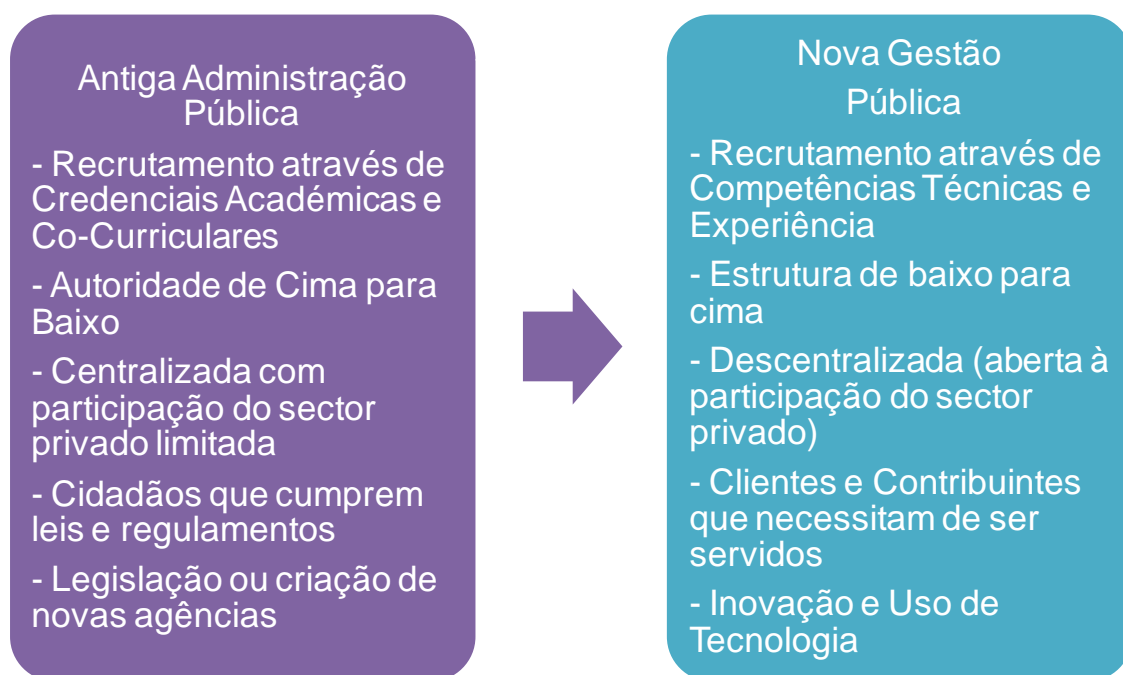 Antiga Administração
Pública
- Recrutamento através de
Credenciais Académicas e
Co-Curriculares
- Autoridade de Cima para
Baixo
- Centralizada com
participação do sector
privado limitada
- Cidadãos que cumprem
leis e regulamentos
- Legislação ou criação de
novas agências
Nova Gestão
Pública
- Recrutamento através de
Competências Técnicas e
Experiência
- Estrutura de baixo para
cima
- Descentralizada (aberta à
participação do sector
privado)
- Clientes e Contribuintes
que necessitam de ser
servidos
- Inovação e Uso de
Tecnologia